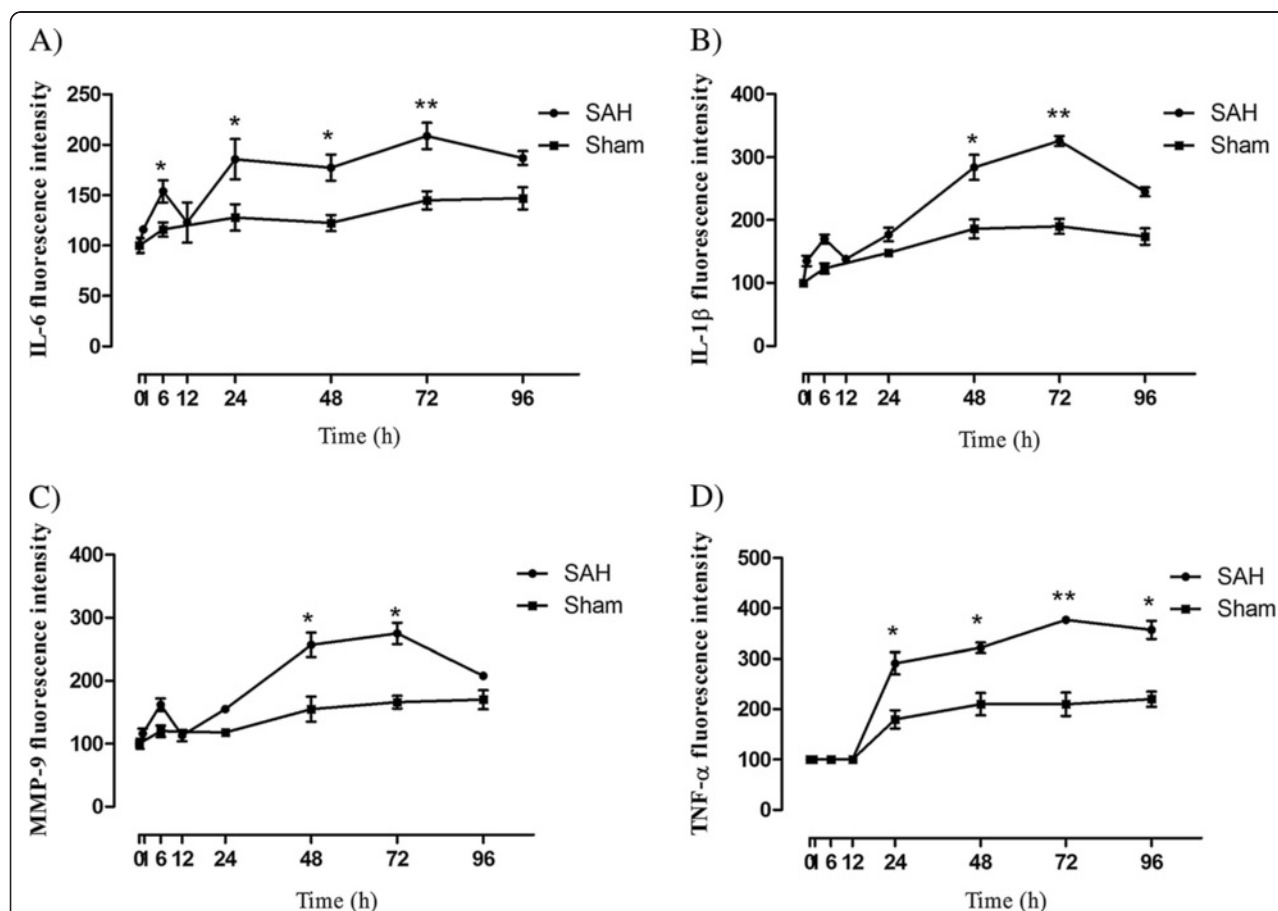 A)
IL-6 fluorescence intensity
250
200
150
100
50
0
*
*
*
**
SAH
Sham
0 1 6 12 24 48 72 96
Time (h)
B)
IL-1β fluorescence intensity
400
300
200
100
0
*
**
SAH
Sham
0 1 6 12 24 48 72 96
Time (h)
C)
MMP-9 fluorescence intensity
400
300
200
100
0
*
*
SAH
Sham
0 1 6 12 24 48 72 96
Time (h)
D)
TNF-α fluorescence intensity
500
400
300
200
100
0
*
*
**
*
SAH
Sham
0 1 6 12 24 48 72 96
Time (h)